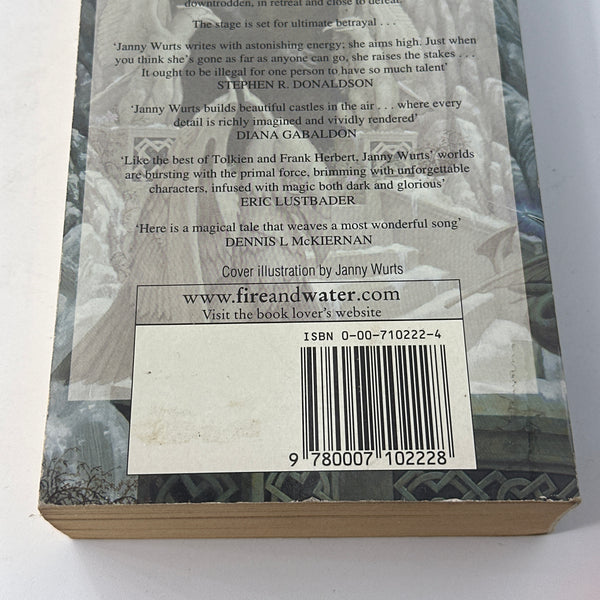 downtrodden, in retreat and close to defeat.
The stage is set for ultimate betrayal . . .
‘Janny Wurts writes with astonishing energy; she aims high. Just when
you think she’s gone as far as anyone can go, she raises the stakes . . .
It ought to be illegal for one person to have so much talent’
STEPHEN R. DONALDSON
‘Janny Wurts builds beautiful castles in the air . . . where every
detail is richly imagined and vividly rendered’
DIANA GABALDON
‘Like the best of Tolkien and Frank Herbert, Janny Wurts’ worlds
are bursting with the primal force, brimming with unforgettable
characters, infused with magic both dark and glorious’
ERIC LUSTBADER
‘Here is a magical tale that weaves a most wonderful song’
DENNIS L McKIERNAN
Cover illustration by Janny Wurts
www.fireandwater.com
Visit the book lover’s website
ISBN 0-00-710222-4
9 780007 102228